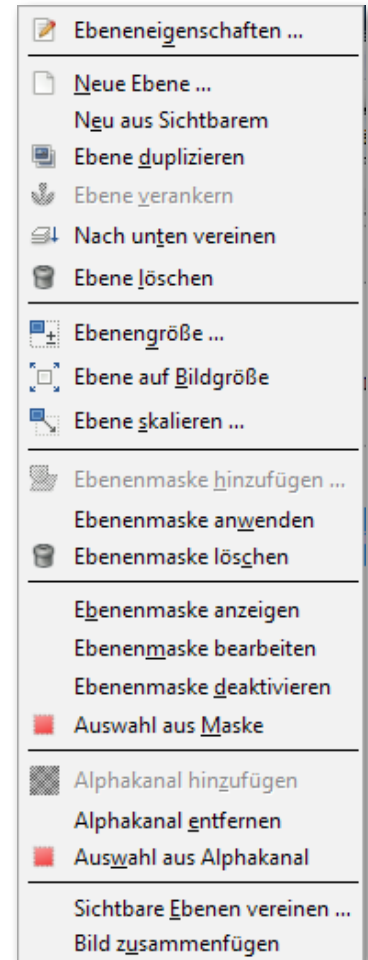 Ebeneneigenschaften ...
Neue Ebene ...
Neu aus Sichtbarem
Ebene duplizieren
Ebene verankern
Nach unten vereinen
Ebene löschen
Ebenengröße ...
Ebene auf Bildgröße
Ebene skalieren ...
Ebenenmaske hinzufügen ...
Ebenenmaske anwenden
Ebenenmaske löschen
Ebenenmaske anzeigen
Ebenenmaske bearbeiten
Ebenenmaske deaktivieren
Auswahl aus Maske
Alphakanal hinzufügen
Alphakanal entfernen
Auswahl aus Alphakanal
Sichtbare Ebenen vereinen ...
Bild zusammenfügen